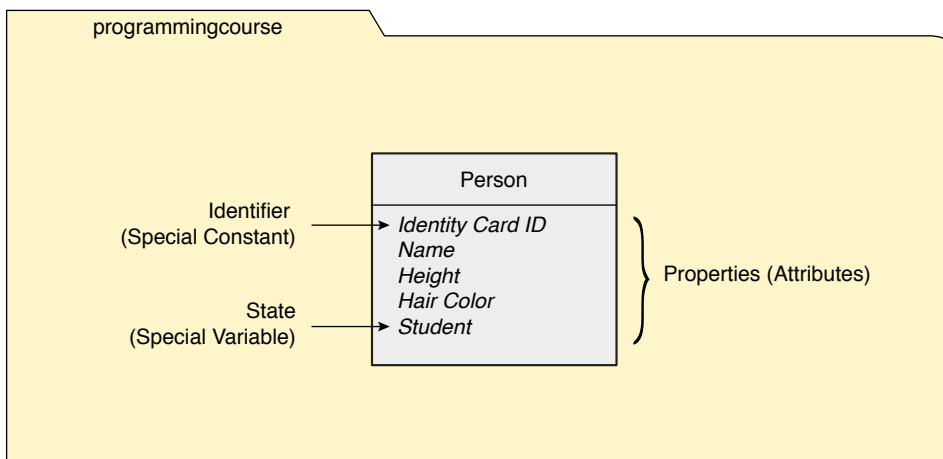 programmingcourse
Person
Identifier
(Special Constant)
Identity Card ID
Name
Height
Hair Color
Student
State
(Special Variable)
Properties (Attributes)